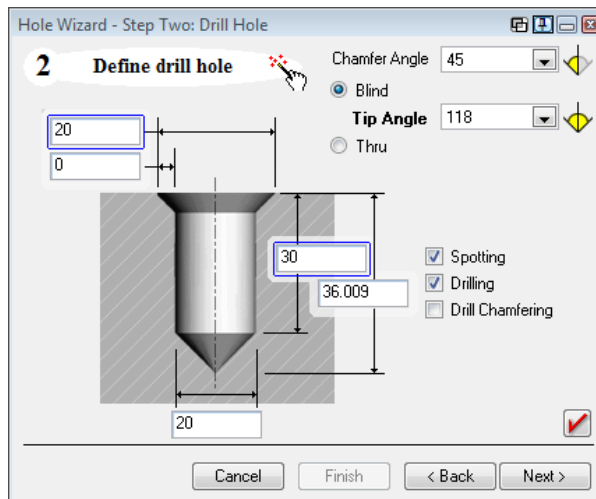 Hole Wizard - Step Two: Drill Hole
2 Define drill hole
Chamfer Angle 45
Blind
Tip Angle 118
Thru
20
0
30
36.009
Spotting
Drilling
Drill Chamfering
20
Cancel Finish < Back Next >